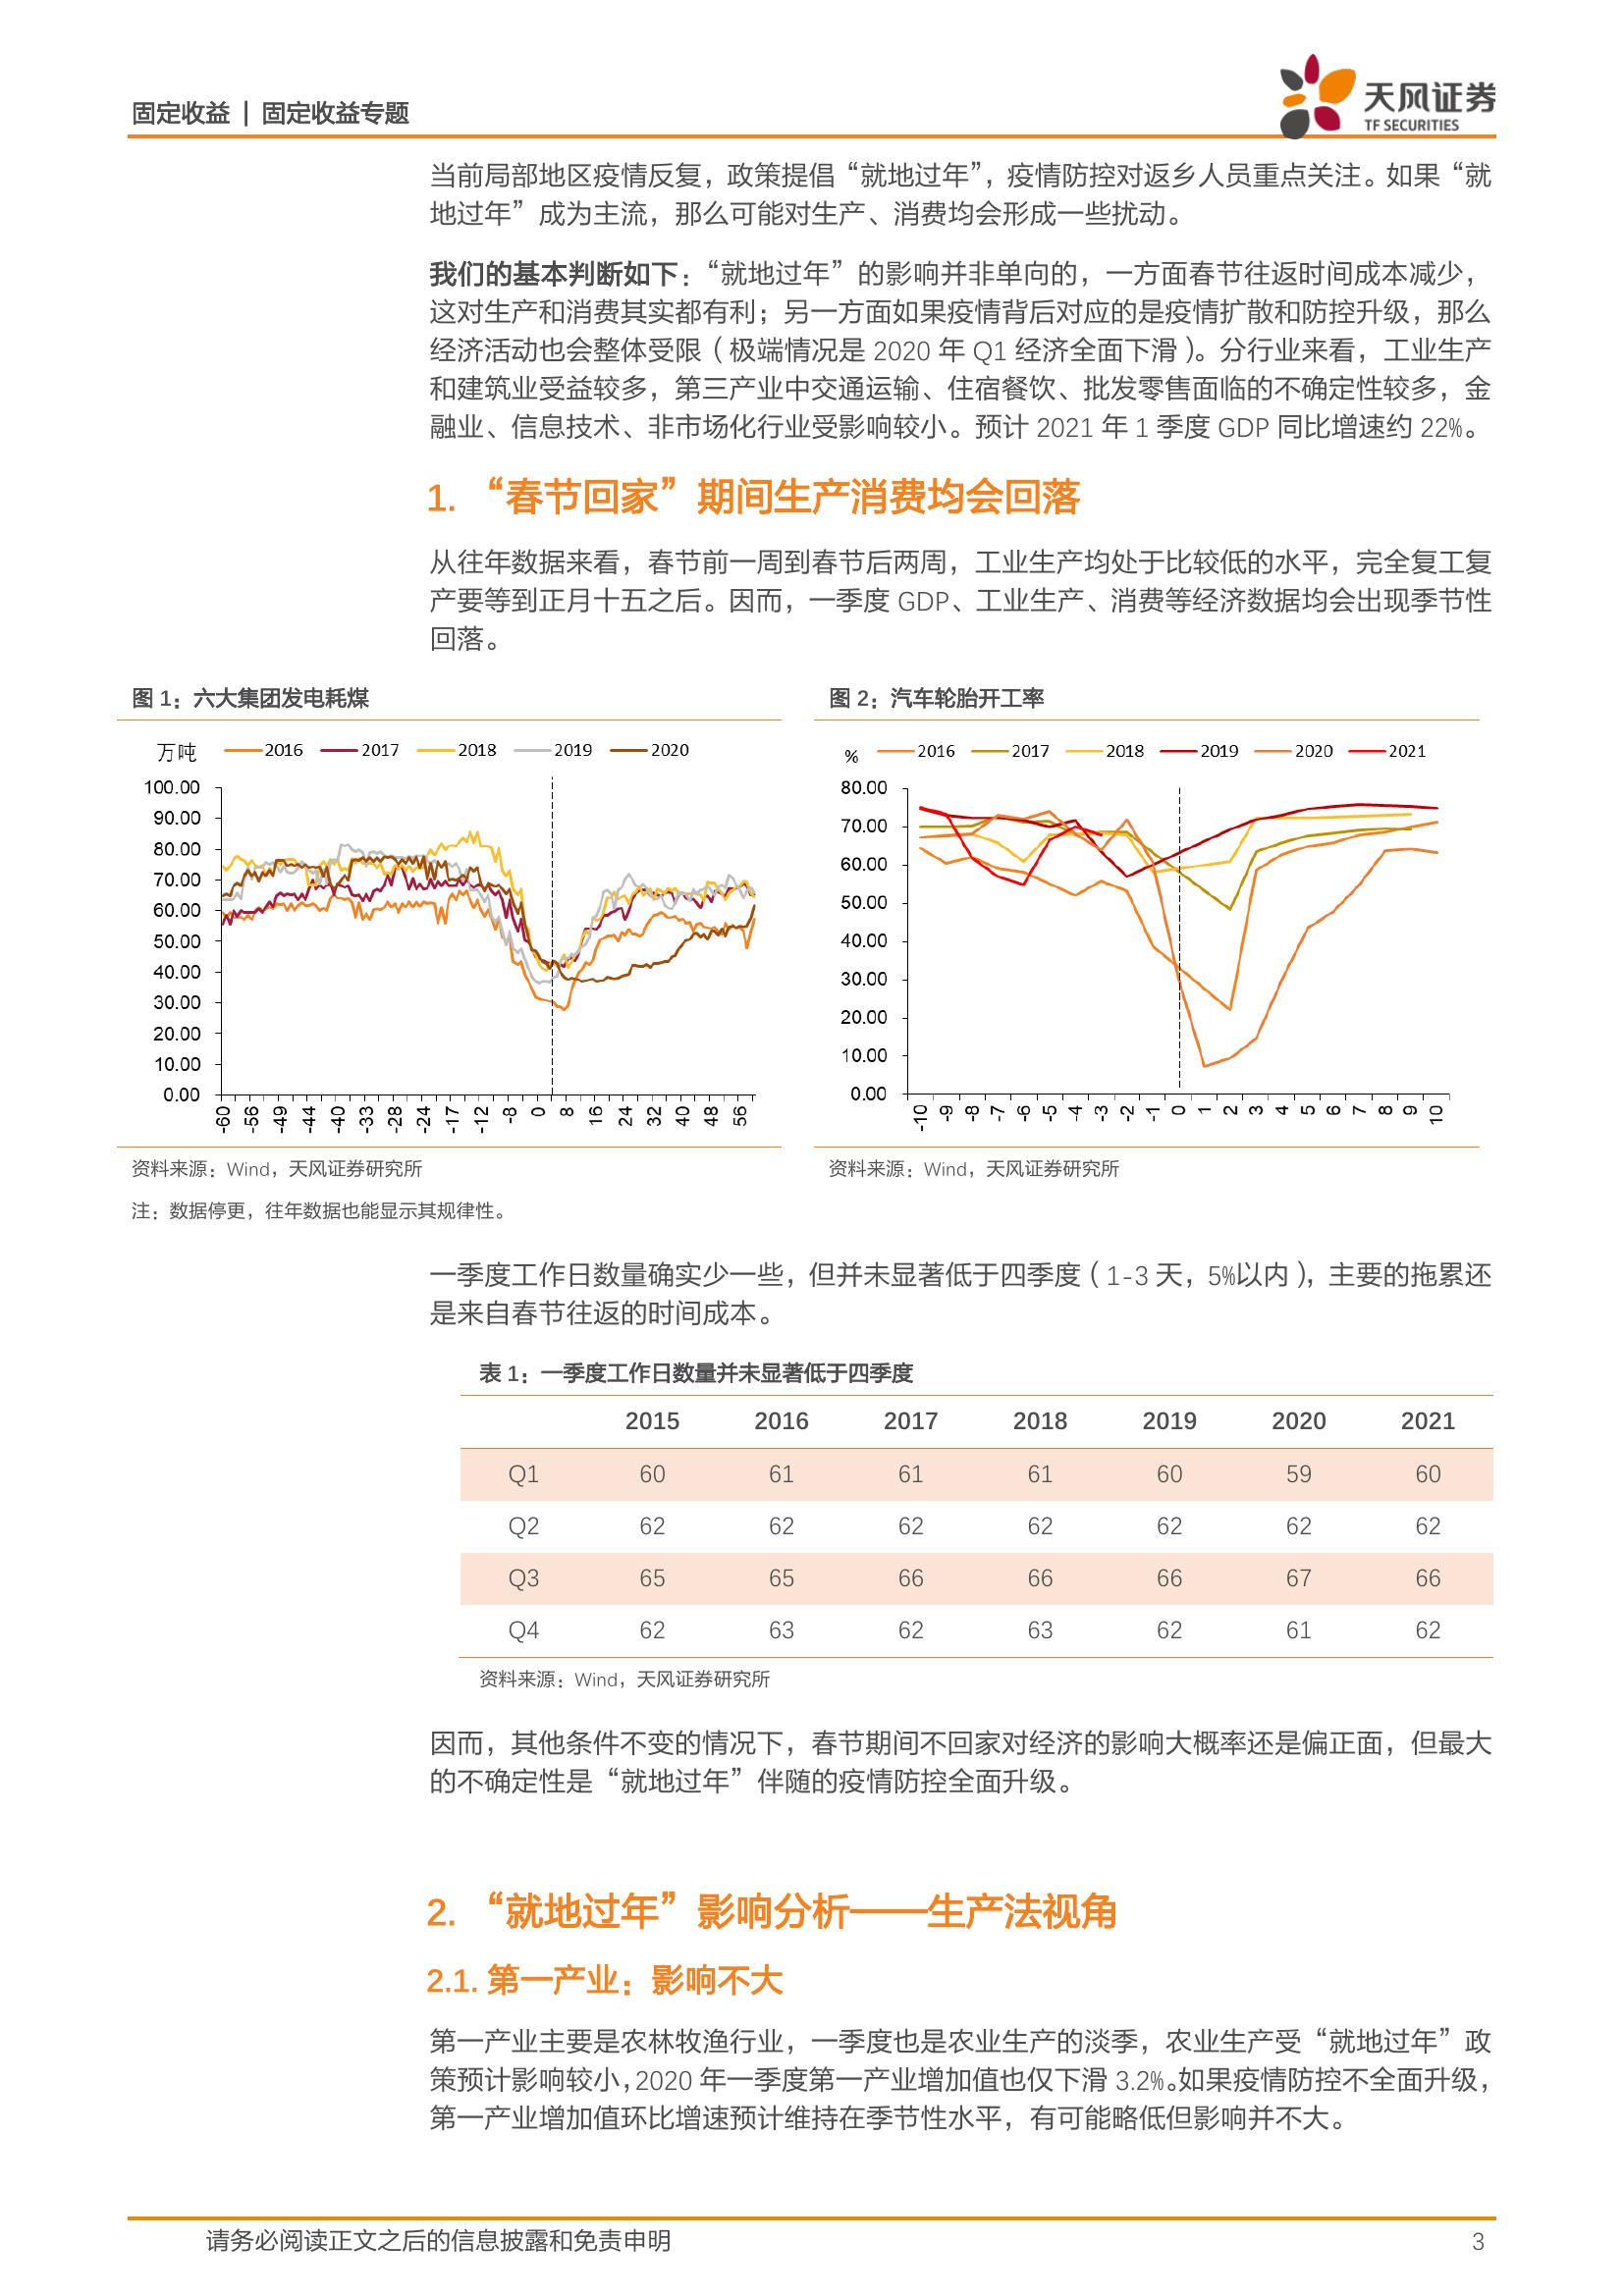 固定收益 | 固定收益专题
天风证券
TF SECURITIES
当前局部地区疫情反复，政策提倡“就地过年”，疫情防控对返乡人员重点关注。如果“就
地过年”成为主流，那么可能对生产、消费均会形成一些扰动。
我们的基本判断如下：“就地过年”的影响并非单向的，一方面春节往返时间成本减少，
这对生产和消费其实都有利；另一方面如果疫情背后对应的是疫情扩散和防控升级，那么
经济活动也会整体受限（极端情况是 2020 年 Q1 经济全面下滑）。分行业来看，工业生产
和建筑业受益较多，第三产业中交通运输、住宿餐饮、批发零售面临的不确定性较多，金
融业、信息技术、非市场化行业受影响较小。预计 2021 年 1 季度 GDP 同比增速约 22%。
1. “春节回家”期间生产消费均会回落
从往年数据来看，春节前一周到春节后两周，工业生产均处于比较低的水平，完全复工复
产要等到正月十五之后。因而，一季度 GDP、工业生产、消费等经济数据均会出现季节性
回落。
图 1：六大集团发电耗煤
万吨 2016 2017 2018 2019 2020
100.00
90.00
80.00
70.00
60.00
50.00
40.00
30.00
20.00
10.00
0.00
-60 -56 -49 -44 -40 -33 -28 -24 -17 -12 -8 0 8 16 24 32 40 48 56
资料来源：Wind，天风证券研究所
注：数据停更，往年数据也能显示其规律性。
图 2：汽车轮胎开工率
% 2016 2017 2018 2019 2020 2021
80.00
70.00
60.00
50.00
40.00
30.00
20.00
10.00
0.00
-10 -9 -8 -7 -6 -5 -4 -3 -2 -1 0 1 2 3 4 5 6 7 8 9 10
资料来源：Wind，天风证券研究所
一季度工作日数量确实少一些，但并未显著低于四季度（1-3 天，5%以内），主要的拖累还
是来自春节往返的时间成本。
表 1：一季度工作日数量并未显著低于四季度
2015 2016 2017 2018 2019 2020 2021
Q1 60 61 61 61 60 59 60
Q2 62 62 62 62 62 62 62
Q3 65 65 66 66 66 67 66
Q4 62 63 62 63 62 61 62
资料来源：Wind，天风证券研究所
因而，其他条件不变的情况下，春节期间不回家对经济的影响大概率还是偏正面，但最大
的不确定性是“就地过年”伴随的疫情防控全面升级。
2. “就地过年”影响分析——生产法视角
2.1. 第一产业：影响不大
第一产业主要是农林牧渔行业，一季度也是农业生产的淡季，农业生产受“就地过年”政
策预计影响较小，2020 年一季度第一产业增加值也仅下滑 3.2%。如果疫情防控不全面升级，
第一产业增加值环比增速预计维持在季节性水平，有可能略低但影响并不大。
请务必阅读正文之后的信息披露和免责申明
3